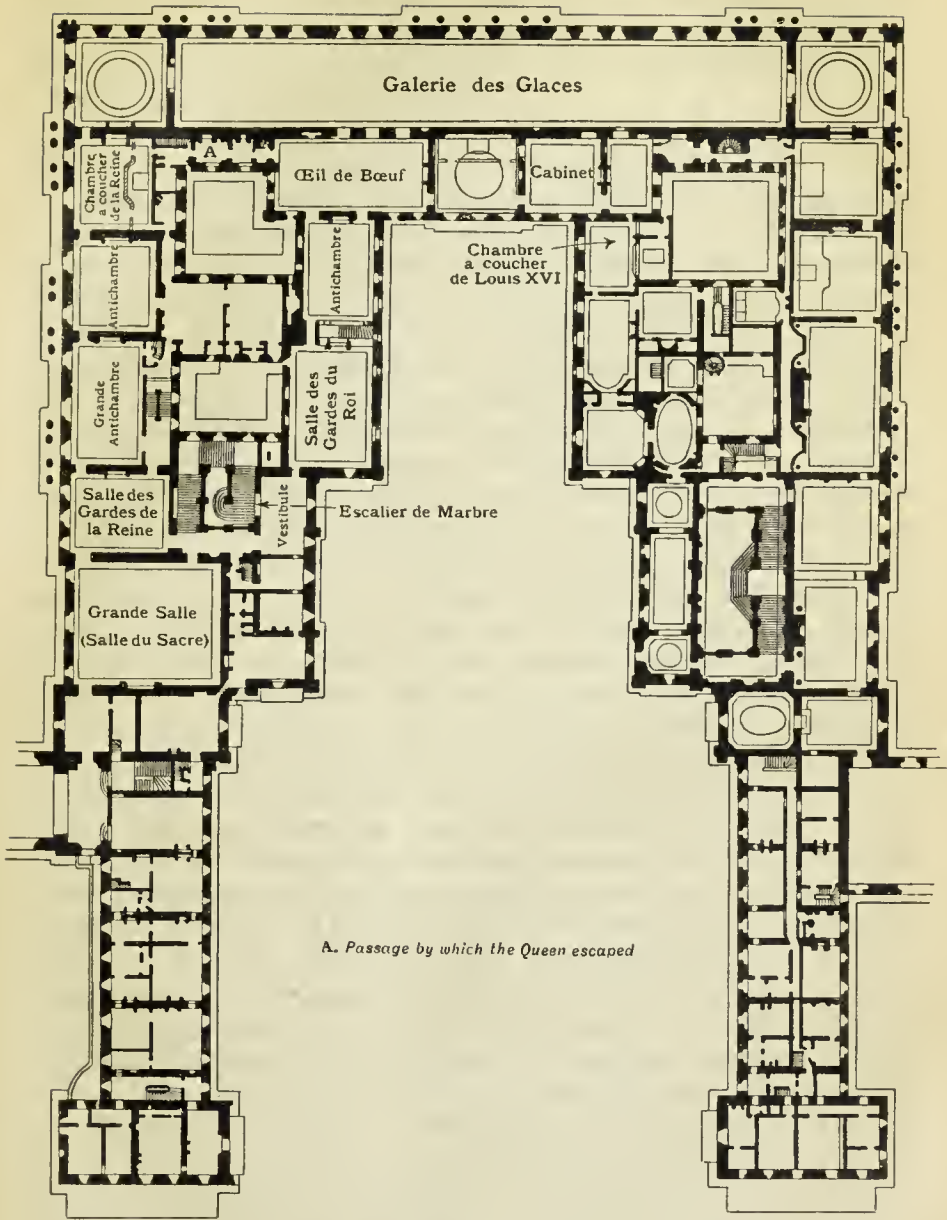 Galerie des Glaces
A
Œil de Bœuf
Cabinet
Chambre
a coucher
de la Reine
Chambre
a coucher
de Louis XVI
Antichambre
Antichambre
Grande
Antichambre
Salle des
Gardes du
Roi
Salle des
Gardes de
la Reine
Vestibule
Escalier de Marbre
Grande Salle
(Salle du Sacre)
A. Passage by which the Queen escaped